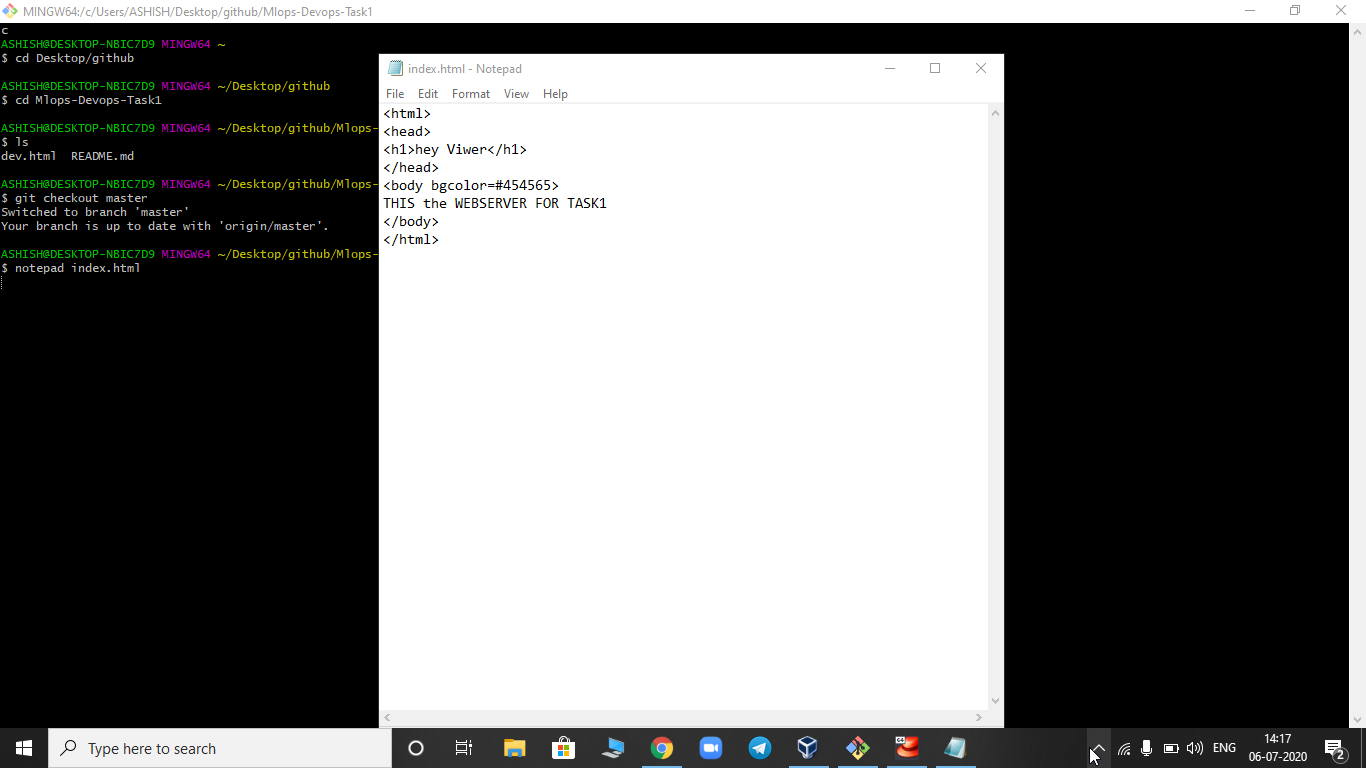 MINGW64:/c/Users/ASHISH/Desktop/github/Mlops-Devops-Task1
c
ASHISH@DESKTOP-NBIC7D9 MINGW64 ~
$ cd Desktop/github
ASHISH@DESKTOP-NBIC7D9 MINGW64 ~/Desktop/github
$ cd Mlops-Devops-Task1
ASHISH@DESKTOP-NBIC7D9 MINGW64 ~/Desktop/github/Mlops-
$ ls
dev.html  README.md
ASHISH@DESKTOP-NBIC7D9 MINGW64 ~/Desktop/github/Mlops-
$ git checkout master
Switched to branch 'master'
Your branch is up to date with 'origin/master'.
ASHISH@DESKTOP-NBIC7D9 MINGW64 ~/Desktop/github/Mlops-
$ notepad index.html
index.html - Notepad
File Edit Format View Help
<html>
<head>
<h1>hey Viwer</h1>
</head>
<body bgcolor=#454565>
THIS the WEBSERVER FOR TASK1
</body>
</html>
Type here to search
64
ENG
14:17
06-07-2020
2